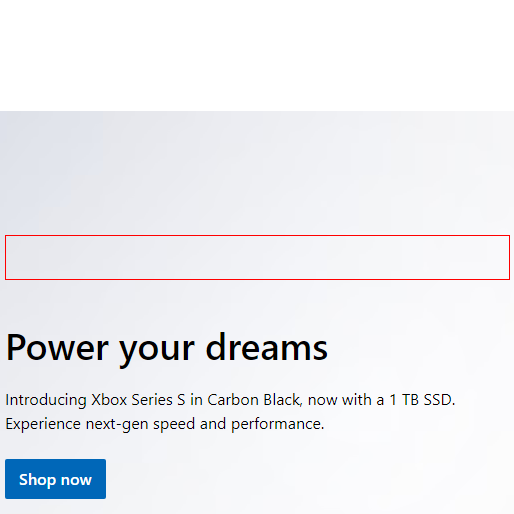 Power your dreams
Introducing Xbox Series S in Carbon Black, now with a 1 TB SSD.
Experience next-gen speed and performance.
Shop now